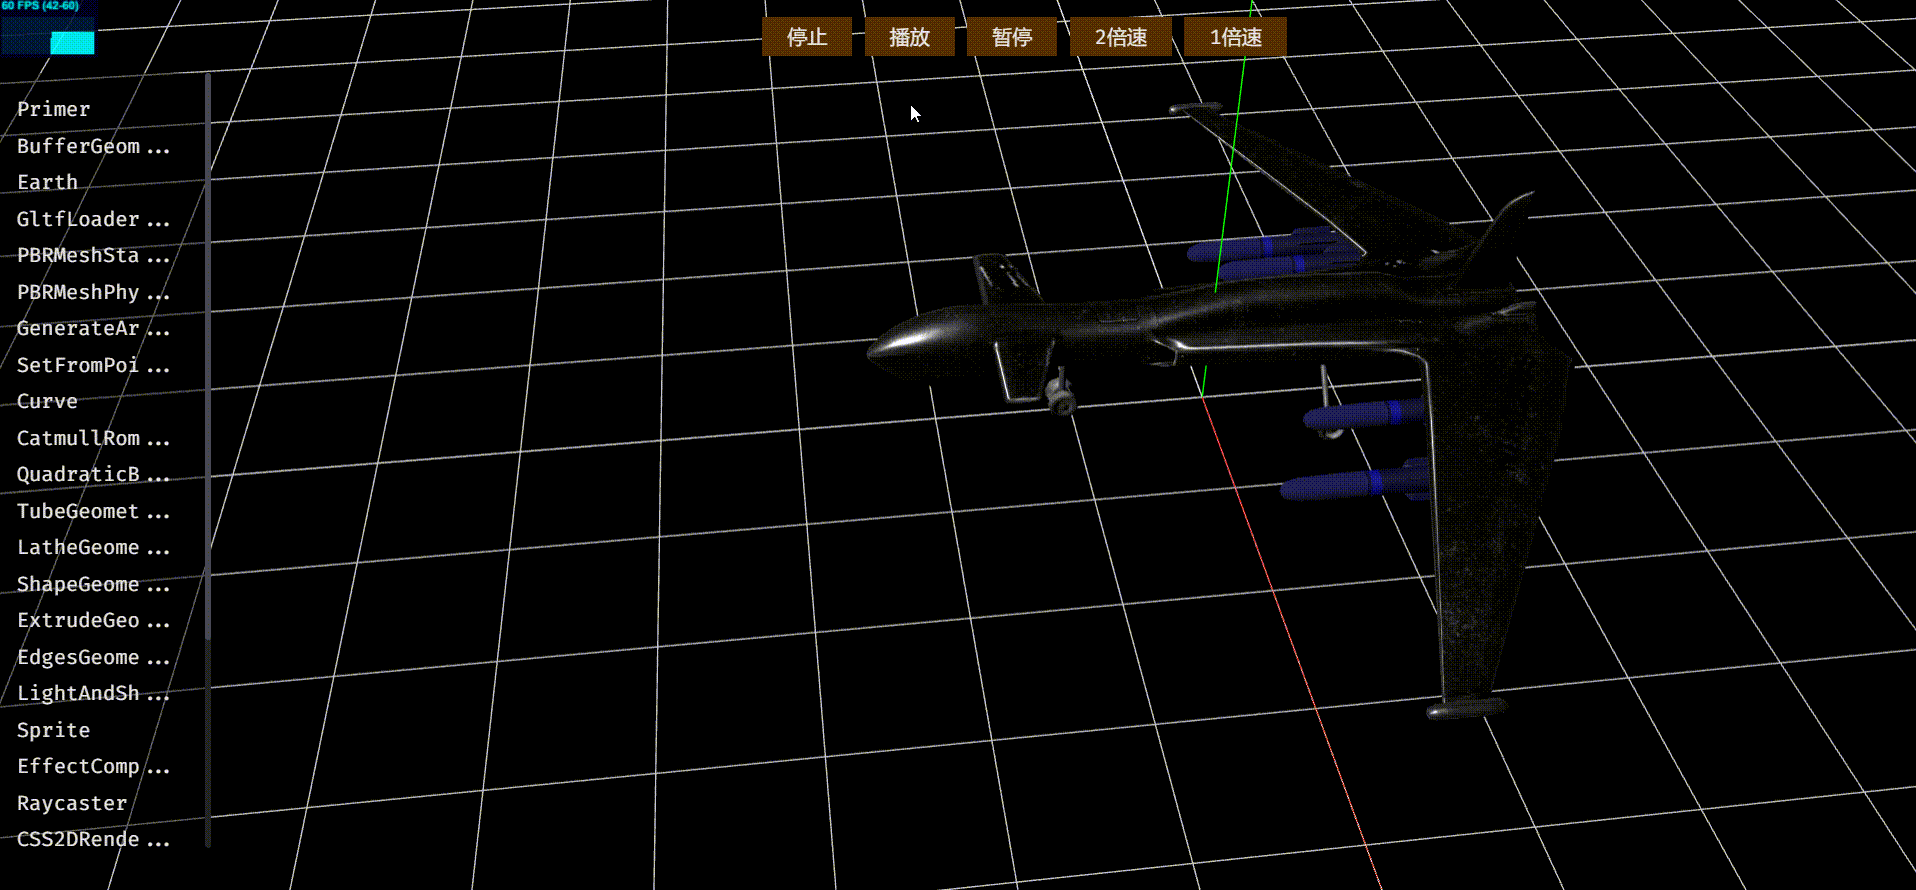 60 FPS (42-60)
停止 播放 暂停 2倍速 1倍速
Primer
BufferGeom ...
Earth
GltfLoader ...
PBRMeshSta ...
PBRMeshPhy ...
GenerateAr ...
SetFromPoi ...
Curve
CatmullRom ...
QuadraticB ...
TubeGeomet ...
LatheGeome ...
ShapeGeome ...
ExtrudeGeo ...
EdgesGeome ...
LightAndSh ...
Sprite
EffectComp ...
Raycaster
CSS2DRende ...